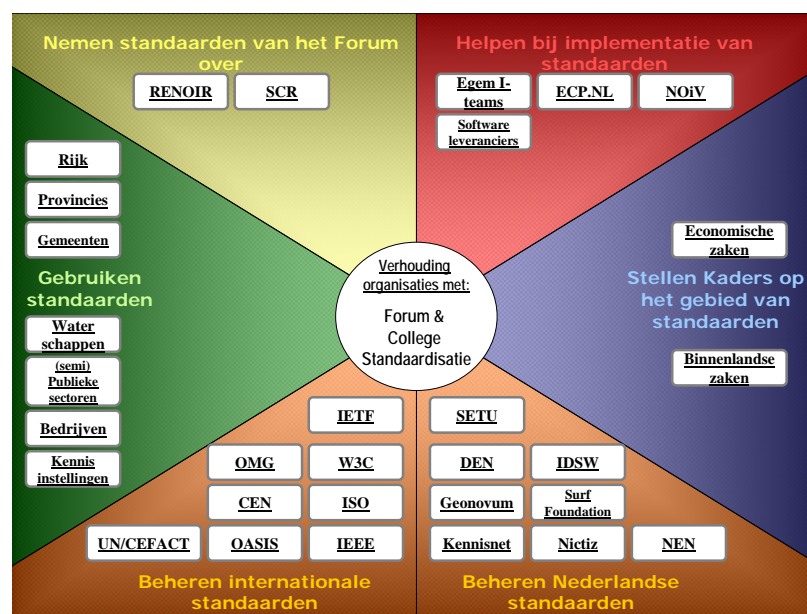 Nemen standaarden van het Forum
over
RENOIR
SCR
Helpen bij implementatie van
standaarden
Egem I-
teams
ECP.NL
NOiV
Software
leveranciers
Rijk
Provincies
Gemeenten
Gebruiken
standaarden
Water
schappen
(semi)
Publieke
sectoren
Bedrijven
Kennis
instellingen
Verhouding
organisaties met:
Forum &
College
Standaardisatie
Economische
zaken
Stellen Kaders op
het gebied van
standaarden
Binnenlandse
zaken
IETF
OMG
W3C
CEN
ISO
UN/CEFACT
OASIS
IEEE
Beheren internationale
standaarden
SETU
DEN
IDSW
Geonovum
Surf
Foundation
Kennisnet
Nictiz
NEN
Beheren Nederlandse
standaarden